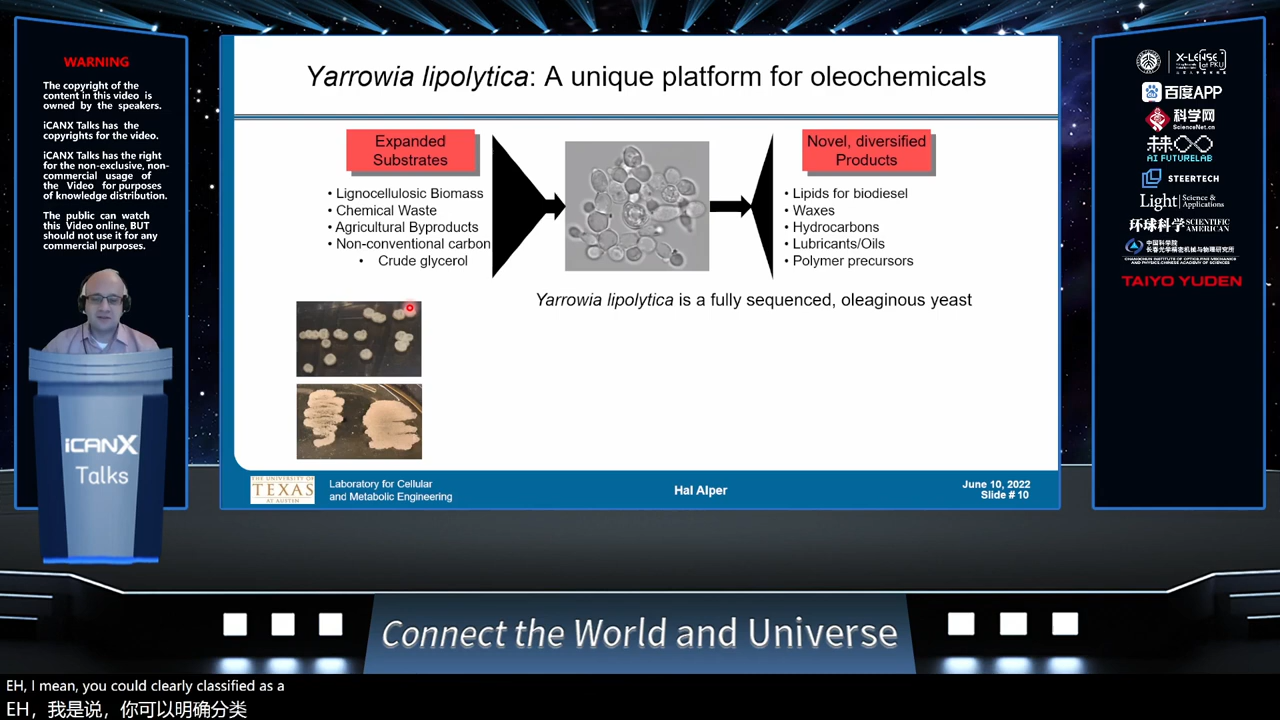 WARNING
The copyright of the
content in this video is
owned by the speakers.
iCANX Talks has the
copyrights for the video.
iCANX Talks has the right
for the non-exclusive, non-
commercial usage of
the Video for purposes
of knowledge distribution.
The public can watch
this Video online, BUT
should not use it for any
commercial purposes.
iCANX
Talks
Yarrowia lipolytica: A unique platform for oleochemicals
Expanded
Substrates
• Lignocellulosic Biomass
• Chemical Waste
• Agricultural Byproducts
• Non-conventional carbon
• Crude glycerol
Novel, diversified
Products
• Lipids for biodiesel
• Waxes
• Hydrocarbons
• Lubricants/Oils
• Polymer precursors
Yarrowia lipolytica is a fully sequenced, oleaginous yeast
THE UNIVERSITY OF
TEXAS
AT AUSTIN
Laboratory for Cellular
and Metabolic Engineering
Hal Alper
June 10, 2022
Slide # 10
X-LENSE
at PKU
百度APP
科学网
ScienceNet.cn
AI FUTURELAB
STEERTECH
Light Science & Applications
环球科学 SCIENTIFIC AMERICAN
中国科学院
长春光学精密机械与物理研究所
CHANGCHUN INSTITUTE OF OPTICS, FINE MECHANICS
AND PHYSICS, CHINESE ACADEMY OF SCIENCES
TAIYO YUDEN
Connect the World and Universe
EH, I mean, you could clearly classified as a
EH，我是说，你可以明确分类